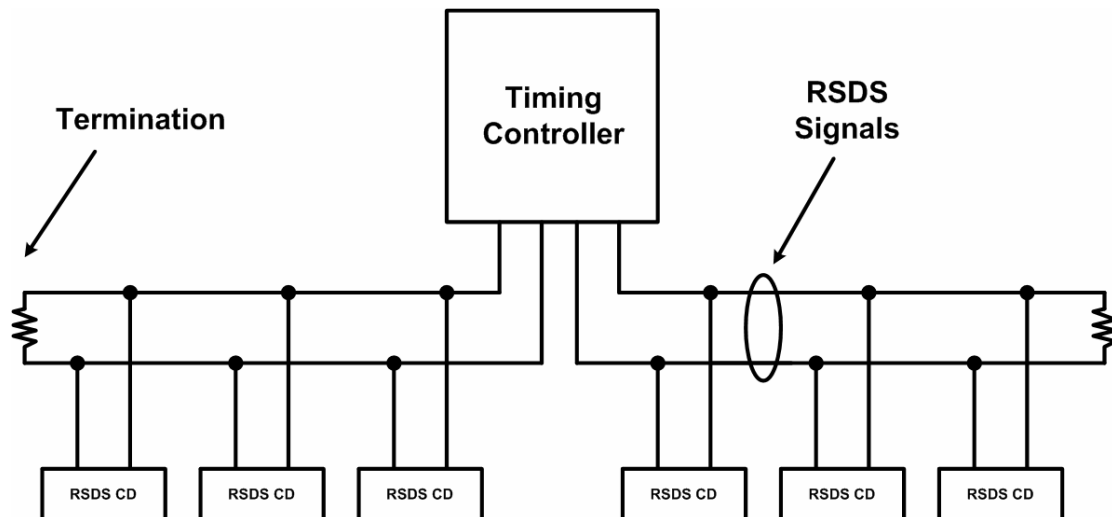 Timing
Controller
Termination
RSDS
Signals
RSDS CD
RSDS CD
RSDS CD
RSDS CD
RSDS CD
RSDS CD